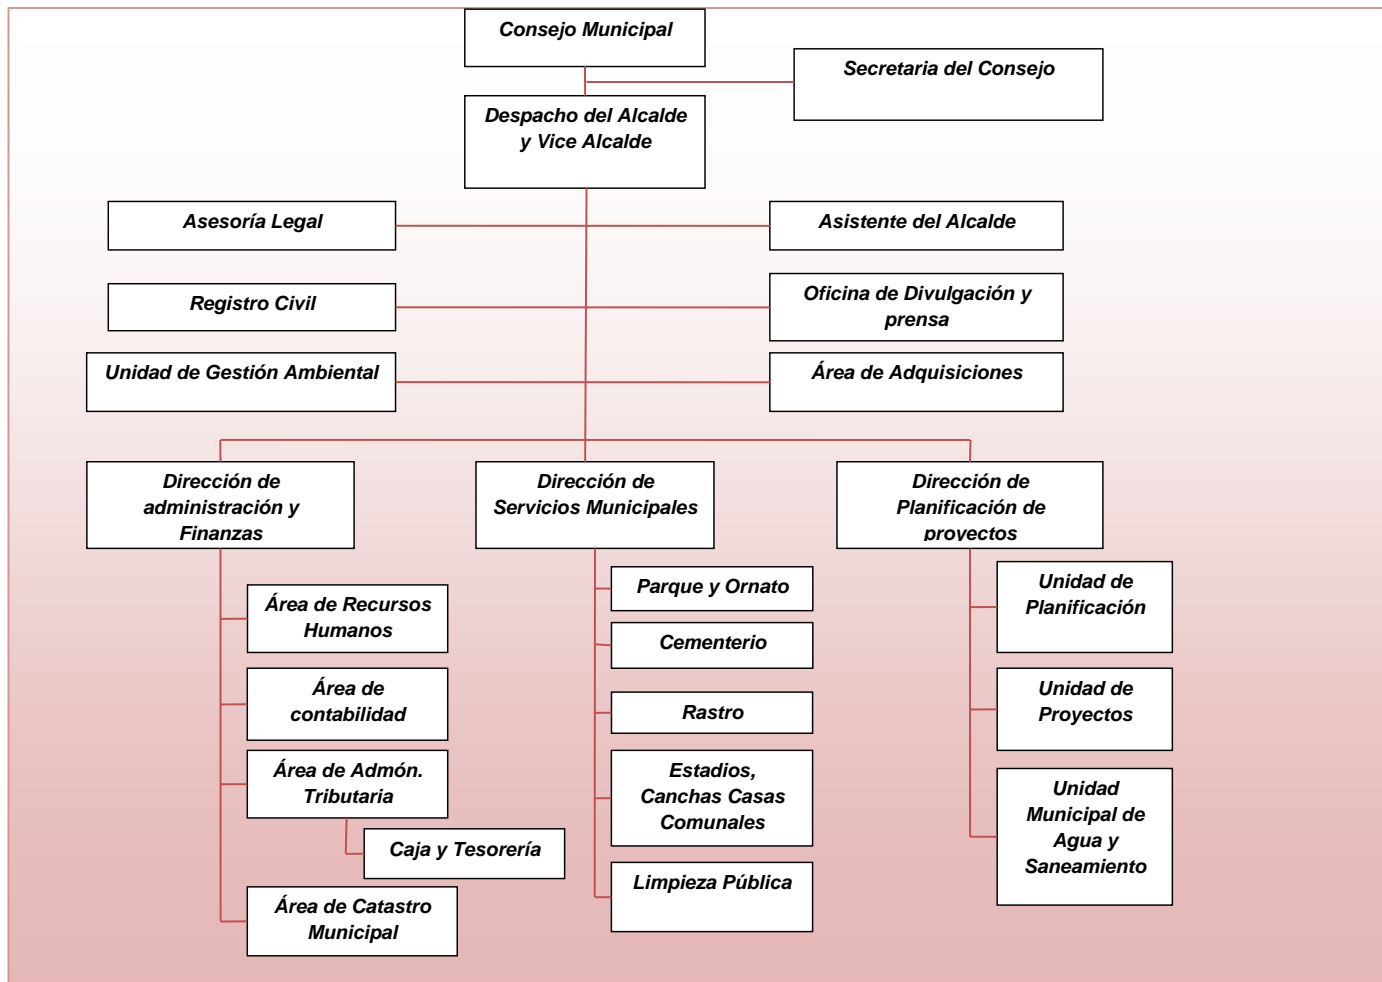 Consejo Municipal
Secretaria del Consejo
Despacho del Alcalde
y Vice Alcalde
Asesoría Legal
Asistente del Alcalde
Registro Civil
Oficina de Divulgación y
prensa
Unidad de Gestión Ambiental
Área de Adquisiciones
Dirección de
administración y
Finanzas
Dirección de
Servicios Municipales
Dirección de
Planificación de
proyectos
Área de Recursos
Humanos
Área de
contabilidad
Área de Admón.
Tributaria
Caja y Tesorería
Área de Catastro
Municipal
Parque y Ornato
Cementerio
Rastro
Estadios,
Canchas Casas
Comunales
Limpieza Pública
Unidad de
Planificación
Unidad de
Proyectos
Unidad
Municipal de
Agua y
Saneamiento